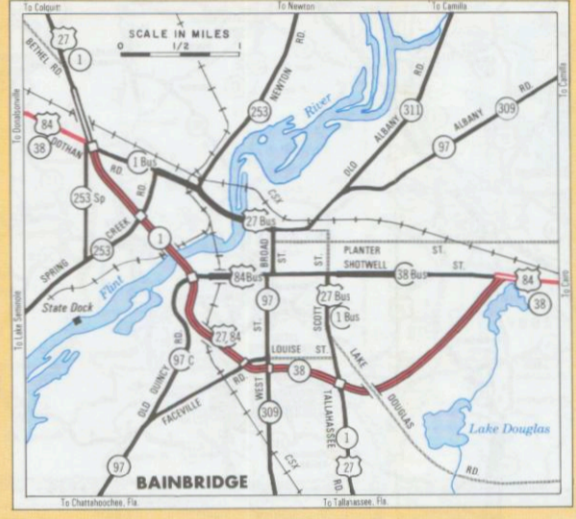 To Colquitt
To Newton
To Camilla
27
1
BETHEL RD.
SCALE IN MILES
0 1/2 1
NEWTON RD.
253
River
OLD ALBANY RD.
311
ALBANY RD.
309
97
To Camilla
To Donalsonville
84
38
DOTHAN RD.
1 Bus
253 Sp
CREEK RD.
CSX
27 Bus
253
1
SPRING
BROAD ST.
ST.
PLANTER ST.
SHOTWELL ST.
84 Bus
38 Bus
84
38
To Cairo
Flint
State Dock
To Lake Seminole
97
27 Bus
1 Bus
SCOTT
27,84
97 C
OLD QUINCY RD.
FACEVILLE RD.
LOUISE ST.
38
WEST ST.
309
LAKE DOUGLAS RD.
Lake Douglas
TALLAHASSEE RD.
1
27
CSX
97
BAINBRIDGE
To Chattahoochee, Fla.
To Tallahassee, Fla.